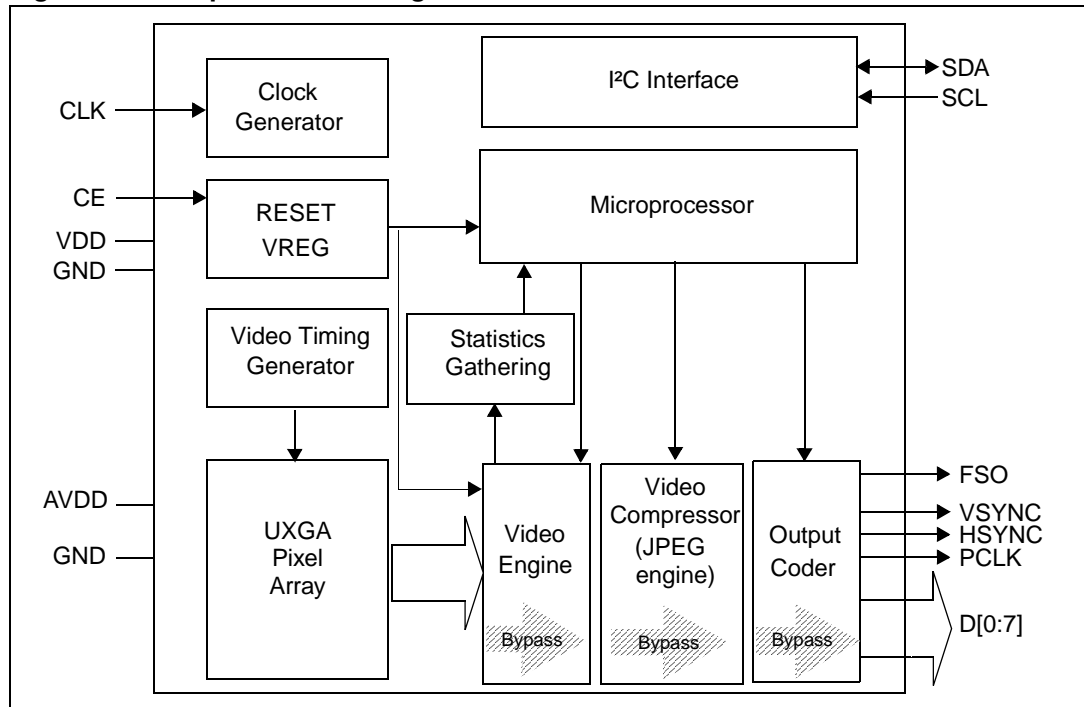 I²C Interface
SDA
SCL
CLK
Clock
Generator
CE
VDD
GND
RESET
VREG
Microprocessor
Video Timing
Generator
Statistics
Gathering
AVDD
GND
UXGA
Pixel
Array
Video
Engine
Bypass
Video
Compressor
(JPEG
engine)
Bypass
Output
Coder
Bypass
FSO
VSYNC
HSYNC
PCLK
D[0:7]